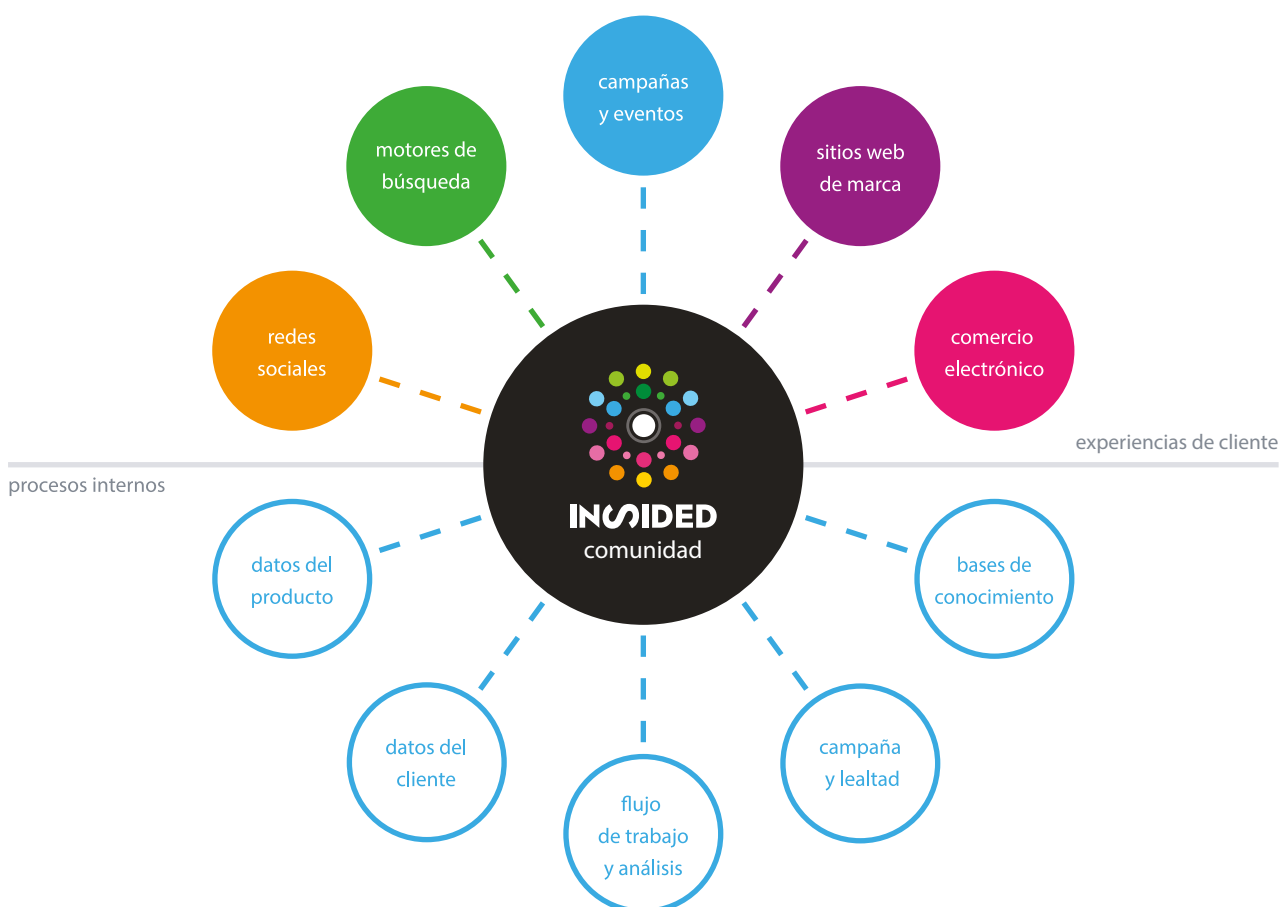 campañas
y eventos
motores de
búsqueda
sitios web
de marca
redes
sociales
comercio
electrónico
experiencias de cliente
procesos internos
INSIDED
comunidad
datos del
producto
bases de
conocimiento
datos del
cliente
campaña
y lealtad
flujo
de trabajo
y análisis